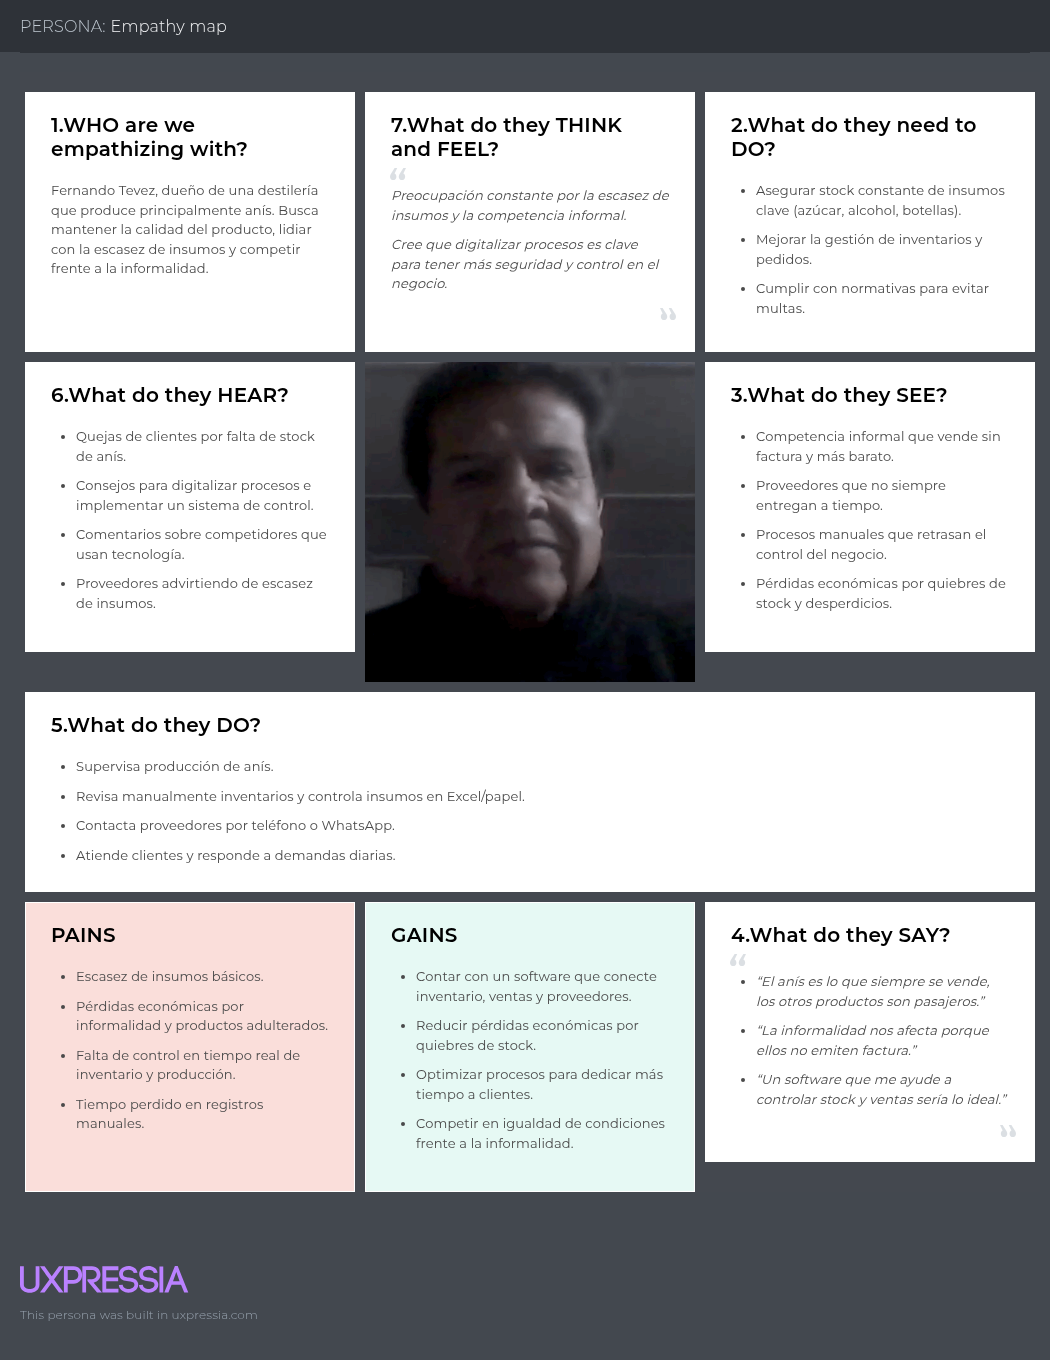 PERSONA: Empathy map
1.WHO are we
empathizing with?
Fernando Tevez, dueño de una destilería
que produce principalmente anís. Busca
mantener la calidad del producto, lidiar
con la escasez de insumos y competir
frente a la informalidad.
7.What do they THINK
and FEEL?
“
Preocupación constante por la escasez de
insumos y la competencia informal.
Cree que digitalizar procesos es clave
para tener más seguridad y control en el
negocio.
”
2.What do they need to
DO?
• Asegurar stock constante de insumos
clave (azúcar, alcohol, botellas).
• Mejorar la gestión de inventarios y
pedidos.
• Cumplir con normativas para evitar
multas.
6.What do they HEAR?
• Quejas de clientes por falta de stock
de anís.
• Consejos para digitalizar procesos e
implementar un sistema de control.
• Comentarios sobre competidores que
usan tecnología.
• Proveedores advirtiendo de escasez
de insumos.
3.What do they SEE?
• Competencia informal que vende sin
factura y más barato.
• Proveedores que no siempre
entregan a tiempo.
• Procesos manuales que retrasan el
control del negocio.
• Pérdidas económicas por quiebres de
stock y desperdicios.
5.What do they DO?
• Supervisa producción de anís.
• Revisa manualmente inventarios y controla insumos en Excel/papel.
• Contacta proveedores por teléfono o WhatsApp.
• Atiende clientes y responde a demandas diarias.
PAINS
• Escasez de insumos básicos.
• Pérdidas económicas por
informalidad y productos adulterados.
• Falta de control en tiempo real de
inventario y producción.
• Tiempo perdido en registros
manuales.
GAINS
• Contar con un software que conecte
inventario, ventas y proveedores.
• Reducir pérdidas económicas por
quiebres de stock.
• Optimizar procesos para dedicar más
tiempo a clientes.
• Competir en igualdad de condiciones
frente a la informalidad.
4.What do they SAY?
“
• “El anís es lo que siempre se vende,
los otros productos son pasajeros.”
• “La informalidad nos afecta porque
ellos no emiten factura.”
• “Un software que me ayude a
controlar stock y ventas sería lo ideal.”
”
UXPRESSIA
This persona was built in uxpressia.com